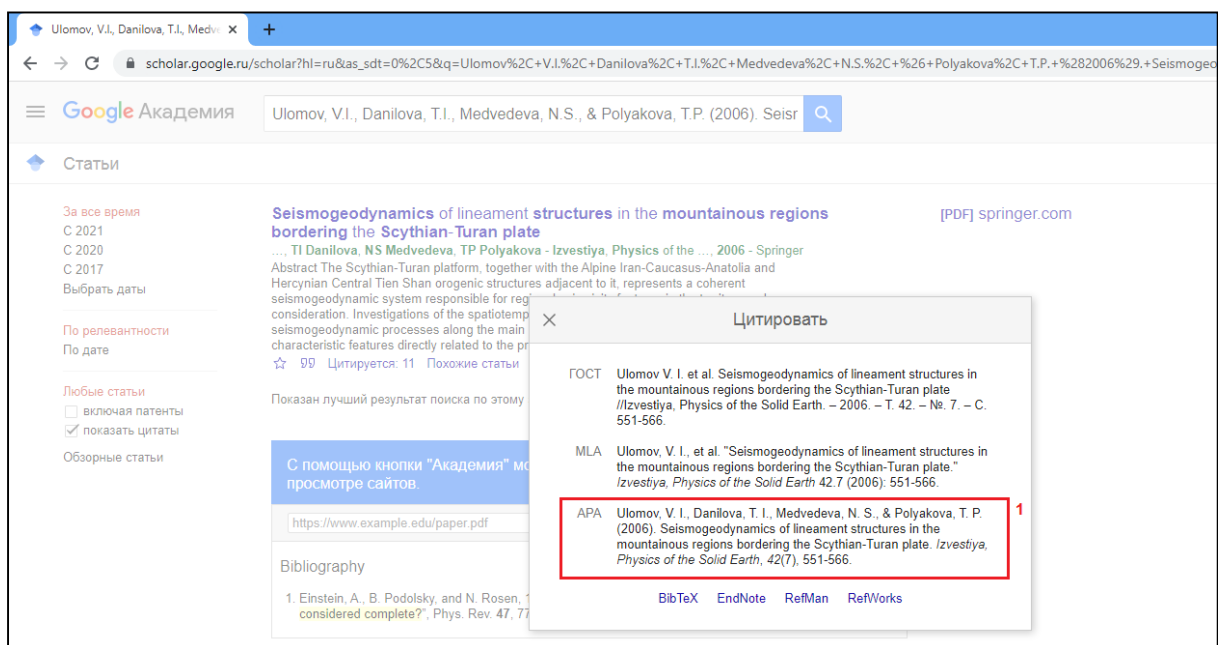 Ulomov, V.I., Danilova, T.I., Medve
scholar.google.ru/scholar?hl=ru&as_sdt=0%2C5&q=Ulomov%2C+V.I.%2C+Danilova%2C+T.I.%2C+Medvedeva%2C+N.S.%2C+%26+Polyakova%2C+T.P.+%282006%29.+Seismogeo
Google Академия
Ulomov, V.I., Danilova, T.I., Medvedeva, N.S., & Polyakova, T.P. (2006). Seisr
Статьи
За все время
С 2021
С 2020
С 2017
Выбрать даты
По релевантности
По дате
Любые статьи
включая патенты
показать цитаты
Обзорные статьи
Seismogeodynamics of lineament structures in the mountainous regions
bordering the Scythian-Turan plate
…, TI Danilova, NS Medvedeva, TP Polyakova - Izvestiya, Physics of the …, 2006 - Springer
Abstract The Scythian-Turan platform, together with the Alpine Iran-Caucasus-Anatolia and
Hercynian Central Tien Shan orogenic structures adjacent to it, represents a coherent
seismogeodynamic system responsible for reg
consideration. Investigations of the spatiotemp
seismogeodynamic processes along the main
characteristic features directly related to the pr
Цитируется: 11 Похожие статьи
[PDF] springer.com
Показан лучший результат поиска по этому
С помощью кнопки "Академия" мо
просмотре сайтов.
https://www.example.edu/paper.pdf
Bibliography
1. Einstein, A., B. Podolsky, and N. Rosen,
considered complete?", Phys. Rev. 47, 77
Цитировать
ГОСТ Ulomov V. I. et al. Seismogeodynamics of lineament structures in
the mountainous regions bordering the Scythian-Turan plate
//Izvestiya, Physics of the Solid Earth. – 2006. – Т. 42. – №. 7. – С.
551-566.
MLA Ulomov, V. I., et al. "Seismogeodynamics of lineament structures in
the mountainous regions bordering the Scythian-Turan plate."
Izvestiya, Physics of the Solid Earth 42.7 (2006): 551-566.
APA Ulomov, V. I., Danilova, T. I., Medvedeva, N. S., & Polyakova, T. P.
(2006). Seismogeodynamics of lineament structures in the
mountainous regions bordering the Scythian-Turan plate. Izvestiya,
Physics of the Solid Earth, 42(7), 551-566.
1
BibTeX EndNote RefMan RefWorks